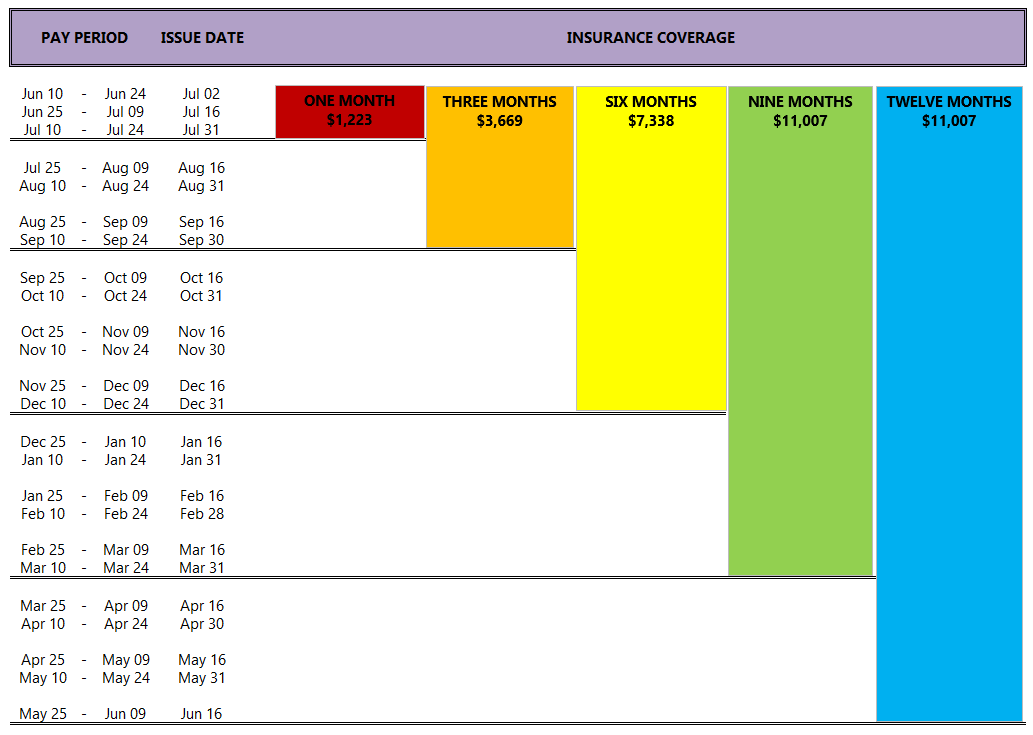 PAY PERIOD ISSUE DATE INSURANCE COVERAGE
Jun 10 - Jun 24 Jul 02
Jun 25 - Jul 09 Jul 16
Jul 10 - Jul 24 Jul 31
ONE MONTH
$1,223
THREE MONTHS
$3,669
SIX MONTHS
$7,338
NINE MONTHS
$11,007
TWELVE MONTHS
$11,007
Jul 25 - Aug 09 Aug 16
Aug 10 - Aug 24 Aug 31
Aug 25 - Sep 09 Sep 16
Sep 10 - Sep 24 Sep 30
Sep 25 - Oct 09 Oct 16
Oct 10 - Oct 24 Oct 31
Oct 25 - Nov 09 Nov 16
Nov 10 - Nov 24 Nov 30
Nov 25 - Dec 09 Dec 16
Dec 10 - Dec 24 Dec 31
Dec 25 - Jan 10 Jan 16
Jan 10 - Jan 24 Jan 31
Jan 25 - Feb 09 Feb 16
Feb 10 - Feb 24 Feb 28
Feb 25 - Mar 09 Mar 16
Mar 10 - Mar 24 Mar 31
Mar 25 - Apr 09 Apr 16
Apr 10 - Apr 24 Apr 30
Apr 25 - May 09 May 16
May 10 - May 24 May 31
May 25 - Jun 09 Jun 16